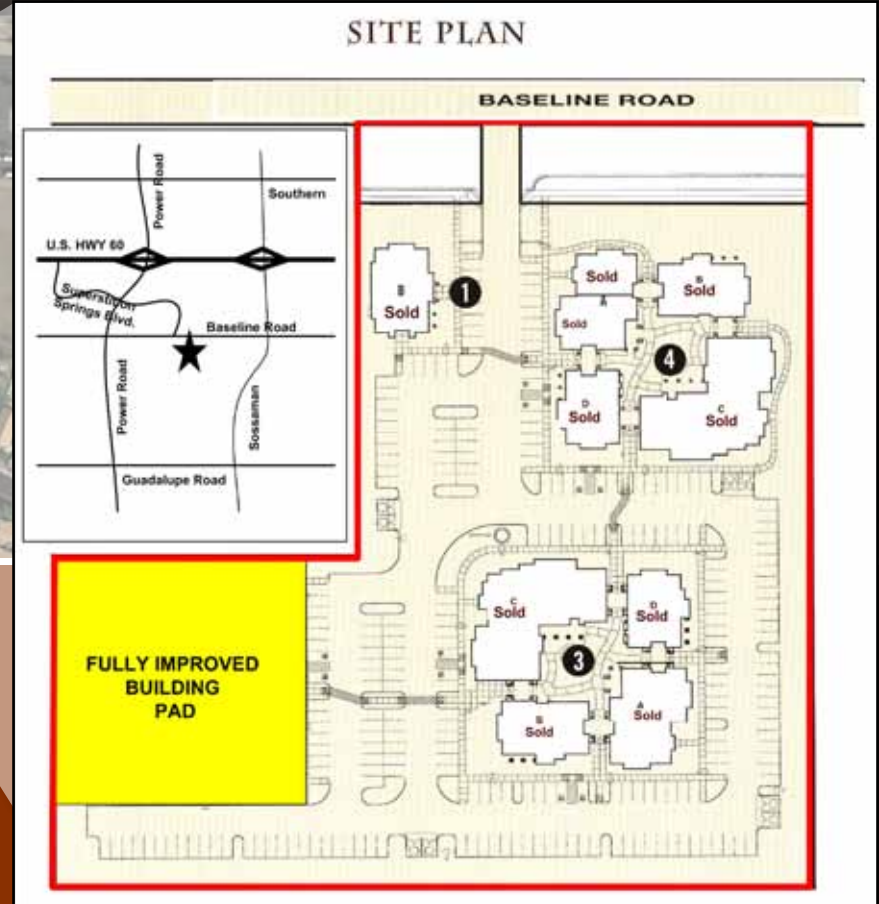 SITE PLAN
BASELINE ROAD
Power Road
Southern
U.S. HWY 60
Superstition
Springs Blvd.
Baseline Road
Power Road
Sossaman
Guadalupe Road
B
Sold
1
Sold
A
Sold
B
Sold
4
D
Sold
C
Sold
C
Sold
D
Sold
3
B
Sold
A
Sold
FULLY IMPROVED
BUILDING
PAD